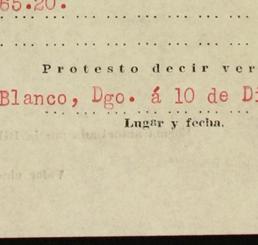 65.20.
Protesto decir ver
Blanco, Dgo. á 10 de Di
Lugar y fecha.